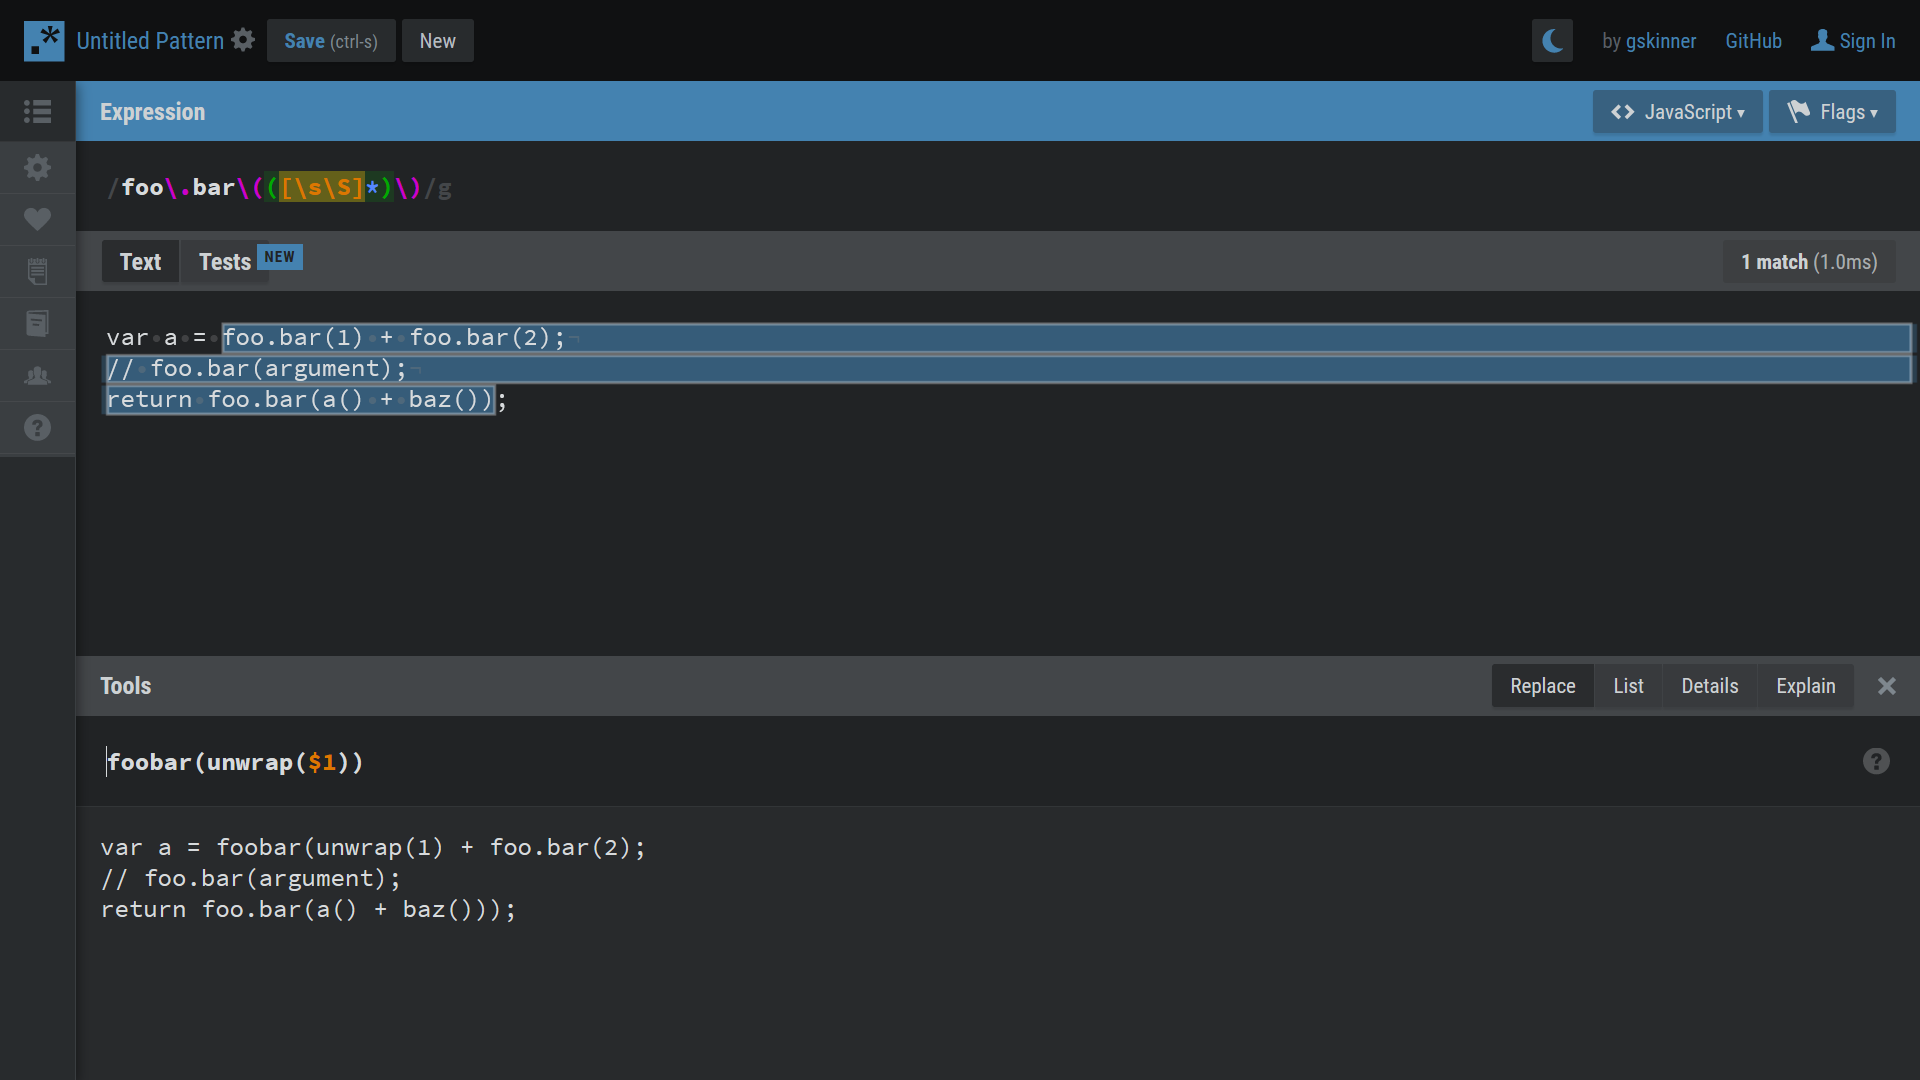 Untitled Pattern Save (ctrl-s) New by gskinner GitHub Sign In
Expression JavaScript ▾ Flags ▾
/foo\.bar\(([\s\S]*)\)/g
Text Tests NEW 1 match (1.0ms)
var a = foo.bar(1) + foo.bar(2);
// foo.bar(argument);
return foo.bar(a() + baz());
Tools Replace List Details Explain
foobar(unwrap($1))
var a = foobar(unwrap(1) + foo.bar(2);
// foo.bar(argument);
return foo.bar(a() + baz()));